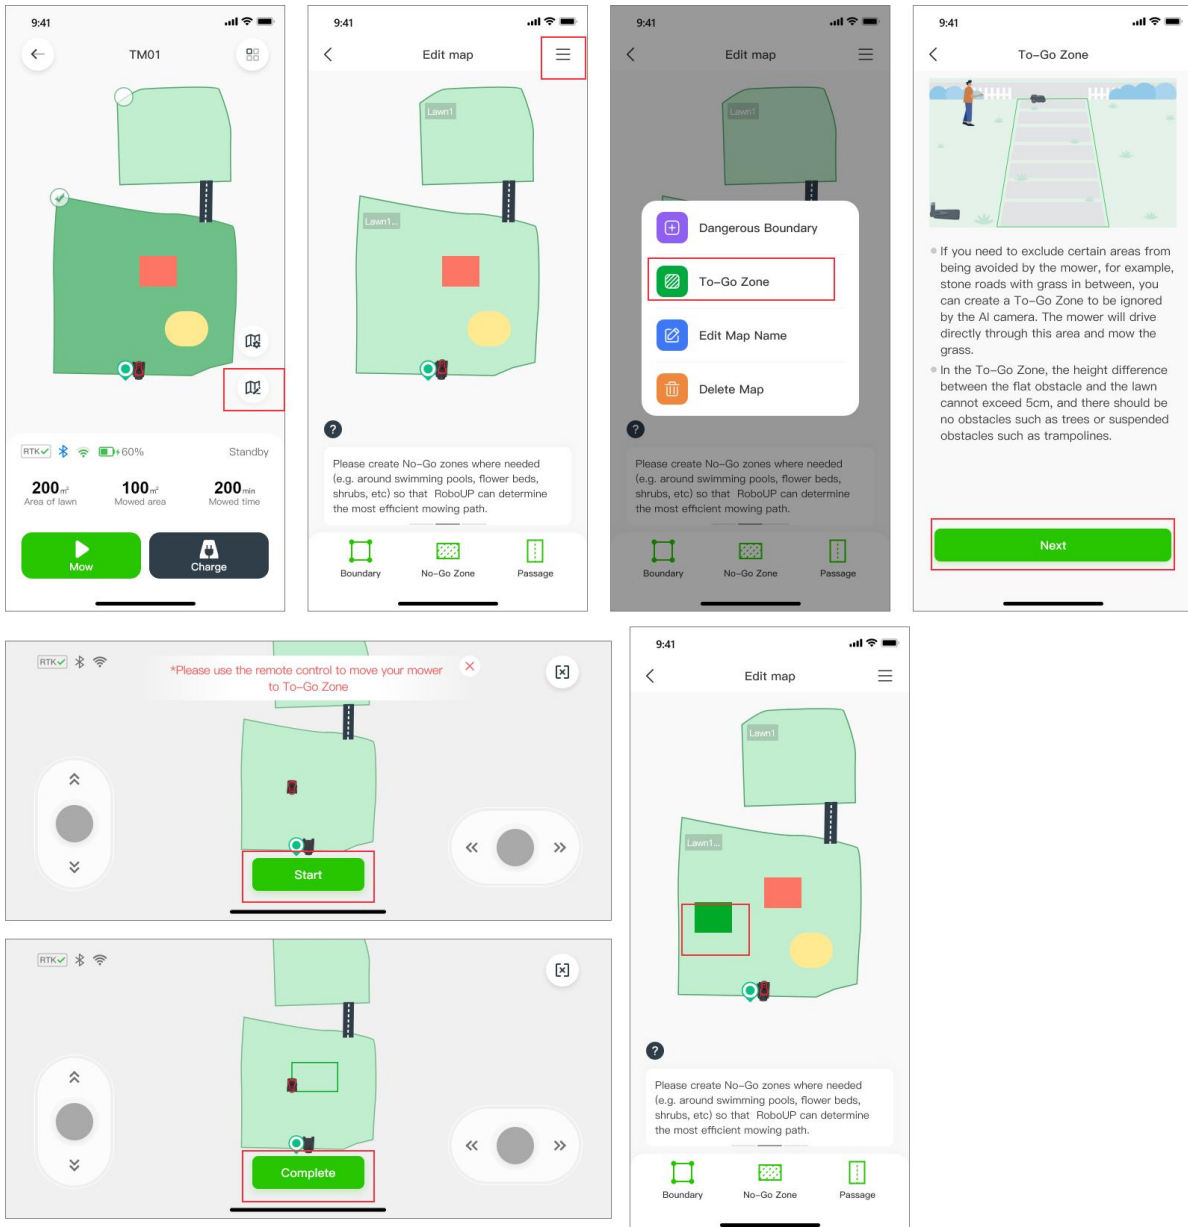 9:41
TM01
RTK
+60%
Standby
200 m²
100 m²
200 min
Area of lawn
Mowed area
Mowed time
Mow
Charge
9:41
Edit map
Lawn1
Lawn1...
?
Please create No-Go zones where needed
(e.g. around swimming pools, flower beds,
shrubs, etc) so that RoboUP can determine
the most efficient mowing path.
Boundary
No-Go Zone
Passage
9:41
Edit map
Lawn1
Dangerous Boundary
To-Go Zone
Edit Map Name
Delete Map
?
Please create No-Go zones where needed
(e.g. around swimming pools, flower beds,
shrubs, etc) so that RoboUP can determine
the most efficient mowing path.
Boundary
No-Go Zone
Passage
9:41
To-Go Zone
If you need to exclude certain areas from
being avoided by the mower, for example,
stone roads with grass in between, you
can create a To-Go Zone to be ignored
by the AI camera. The mower will drive
directly through this area and mow the
grass.
In the To-Go Zone, the height difference
between the flat obstacle and the lawn
cannot exceed 5cm, and there should be
no obstacles such as trees or suspended
obstacles such as trampolines.
Next
RTK
*Please use the remote control to move your mower
to To-Go Zone
Start
RTK
Complete
9:41
Edit map
Lawn1
Lawn1...
?
Please create No-Go zones where needed
(e.g. around swimming pools, flower beds,
shrubs, etc) so that RoboUP can determine
the most efficient mowing path.
Boundary
No-Go Zone
Passage